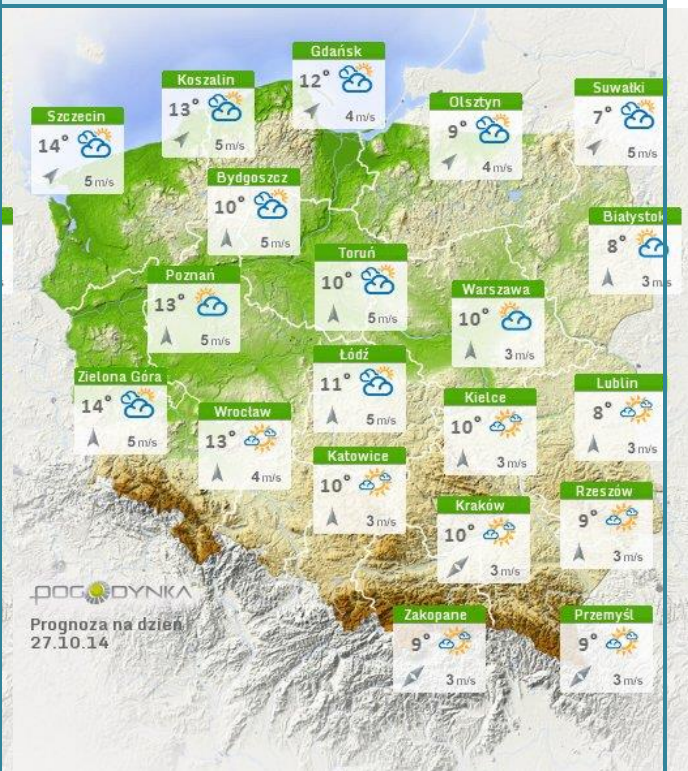 Gdańsk
12°
4 m/s
Koszalin
13°
5 m/s
Suwałki
7°
5 m/s
Olsztyn
9°
4 m/s
Szczecin
14°
5 m/s
Bydgoszcz
10°
5 m/s
Białystok
8°
3 m/s
Toruń
10°
5 m/s
Poznań
13°
5 m/s
Warszawa
10°
3 m/s
Łódź
11°
5 m/s
Zielona Góra
14°
5 m/s
Lublin
8°
3 m/s
Kielce
10°
3 m/s
Wrocław
13°
4 m/s
Katowice
10°
3 m/s
Rzeszów
9°
3 m/s
Kraków
10°
3 m/s
POGODYNKA
Prognoza na dzień
27.10.14
Zakopane
9°
3 m/s
Przemyśl
9°
3 m/s